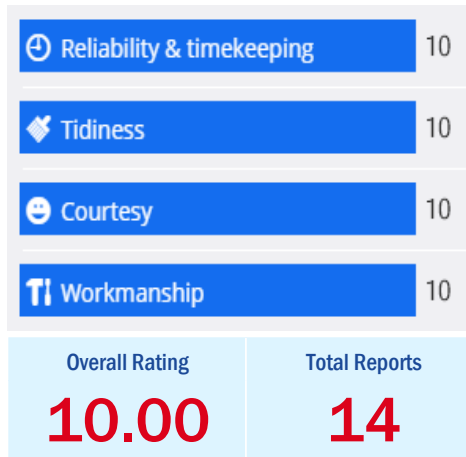 Reliability & timekeeping 10
Tidiness 10
Courtesy 10
Workmanship 10
Overall Rating Total Reports
10.00 14